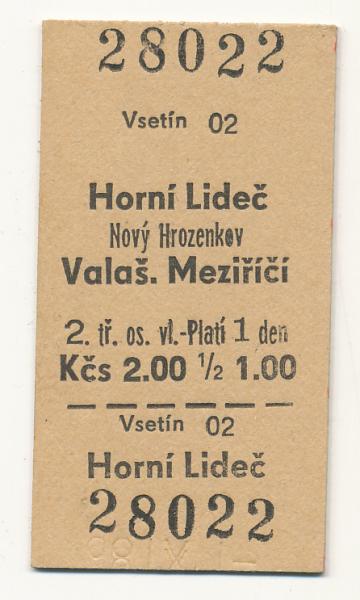 28022
Vsetín 02
Horní Lideč
Nový Hrozenkov
Valaš. Meziříčí
2. tř. os. vl.-Platí 1 den
Kčs 2.00 ½ 1.00
Vsetín 02
Horní Lideč
28022